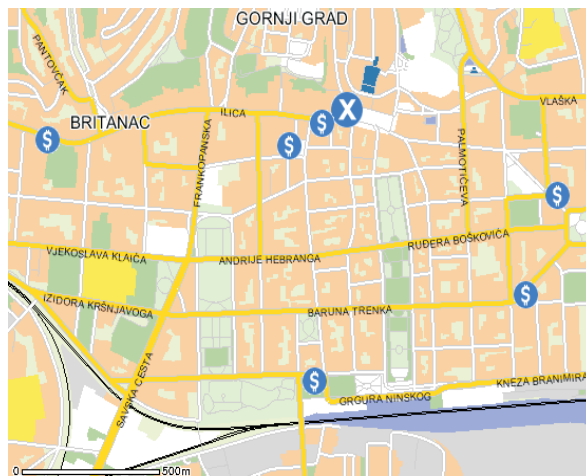 GORNJI GRAD
PANTOVČAK
VLAŠKA
ILICA
BRITANAC
$
$
$
X
FRANKOPANSKA
PALMOTIĆEVA
$
RUĐERA BOŠKOVIĆA
VJEKOSLAVA KLAIĆA
ANDRIJE HEBRANGA
IZIDORA KRŠNJAVOGA
BARUNA TRENKA
$
SAVSKA CESTA
$
KNEZA BRANIMIRA
GRGURA NINSKOG
0 500m